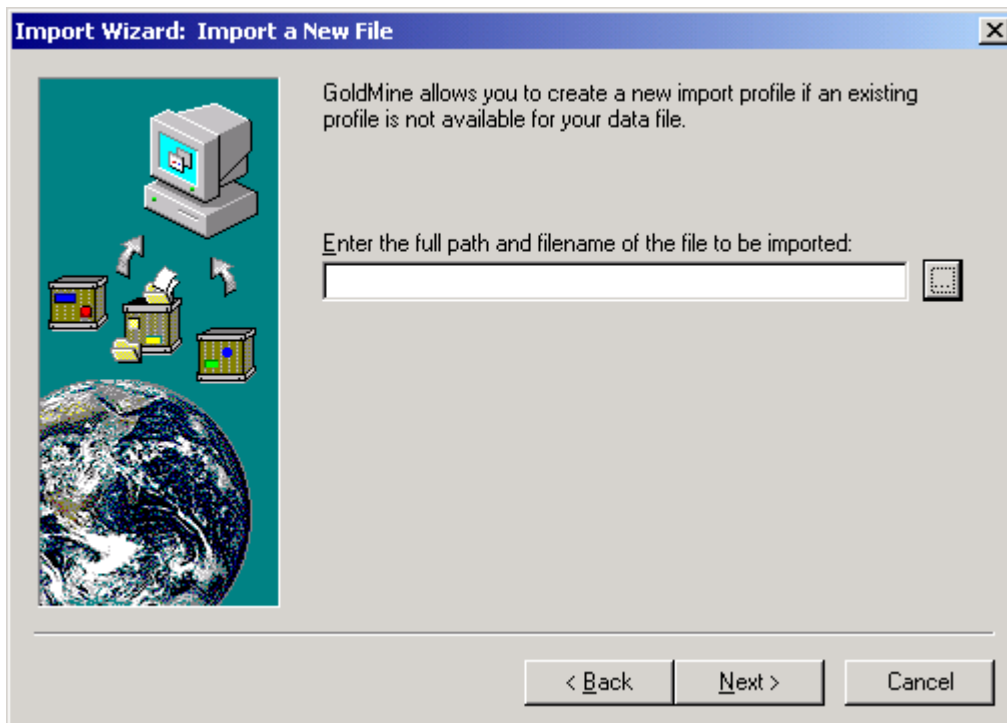 Import Wizard: Import a New File
GoldMine allows you to create a new import profile if an existing
profile is not available for your data file.
Enter the full path and filename of the file to be imported:
...
< Back
Next >
Cancel